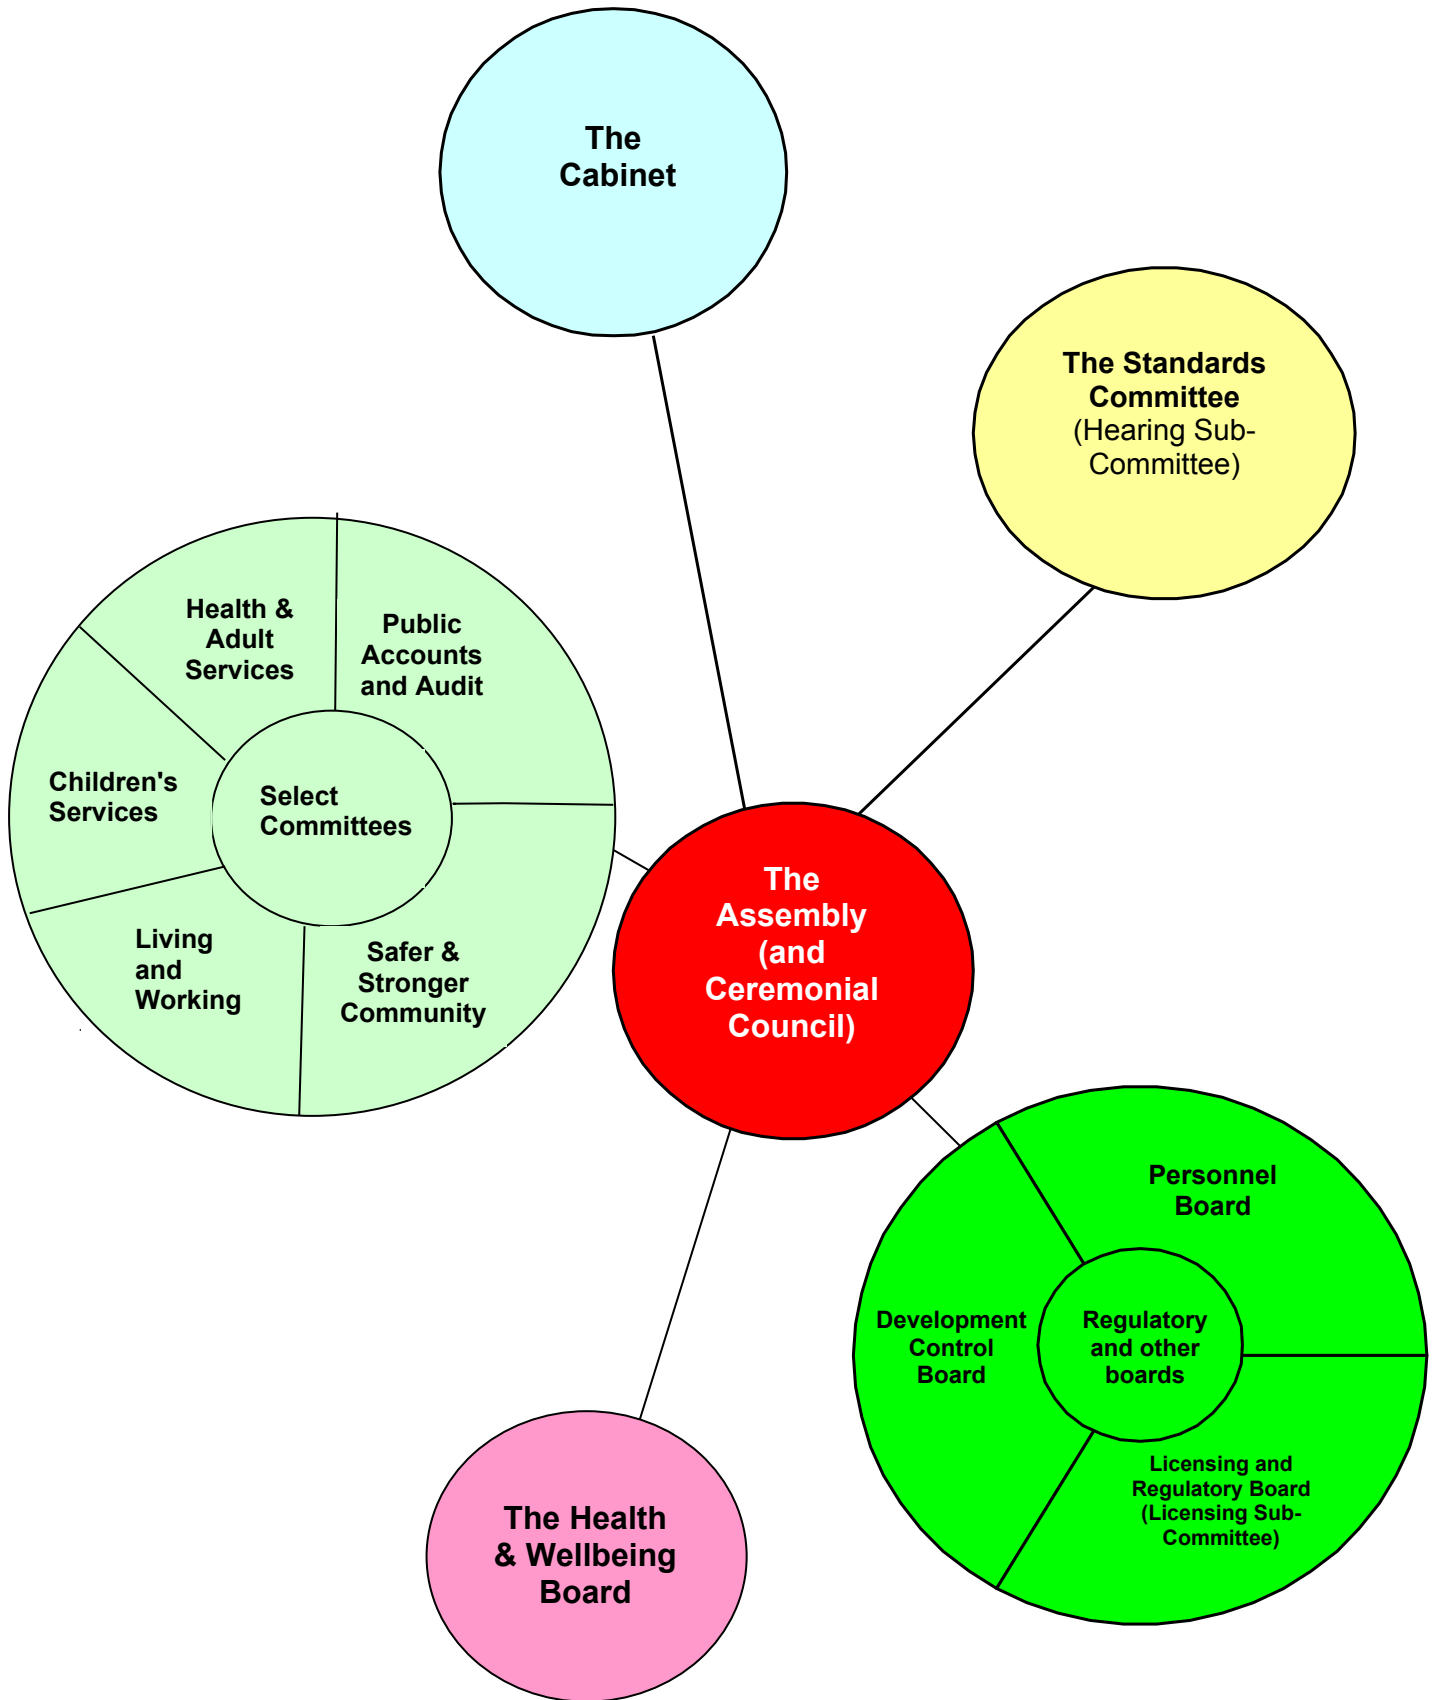 The
Cabinet
The Standards
Committee
(Hearing Sub-
Committee)
Health &
Adult
Services
Public
Accounts
and Audit
Children's
Services
Select
Committees
Living
and
Working
Safer &
Stronger
Community
The
Assembly
(and
Ceremonial
Council)
Personnel
Board
Development
Control
Board
Regulatory
and other
boards
Licensing and
Regulatory Board
(Licensing Sub-
Committee)
The Health
& Wellbeing
Board